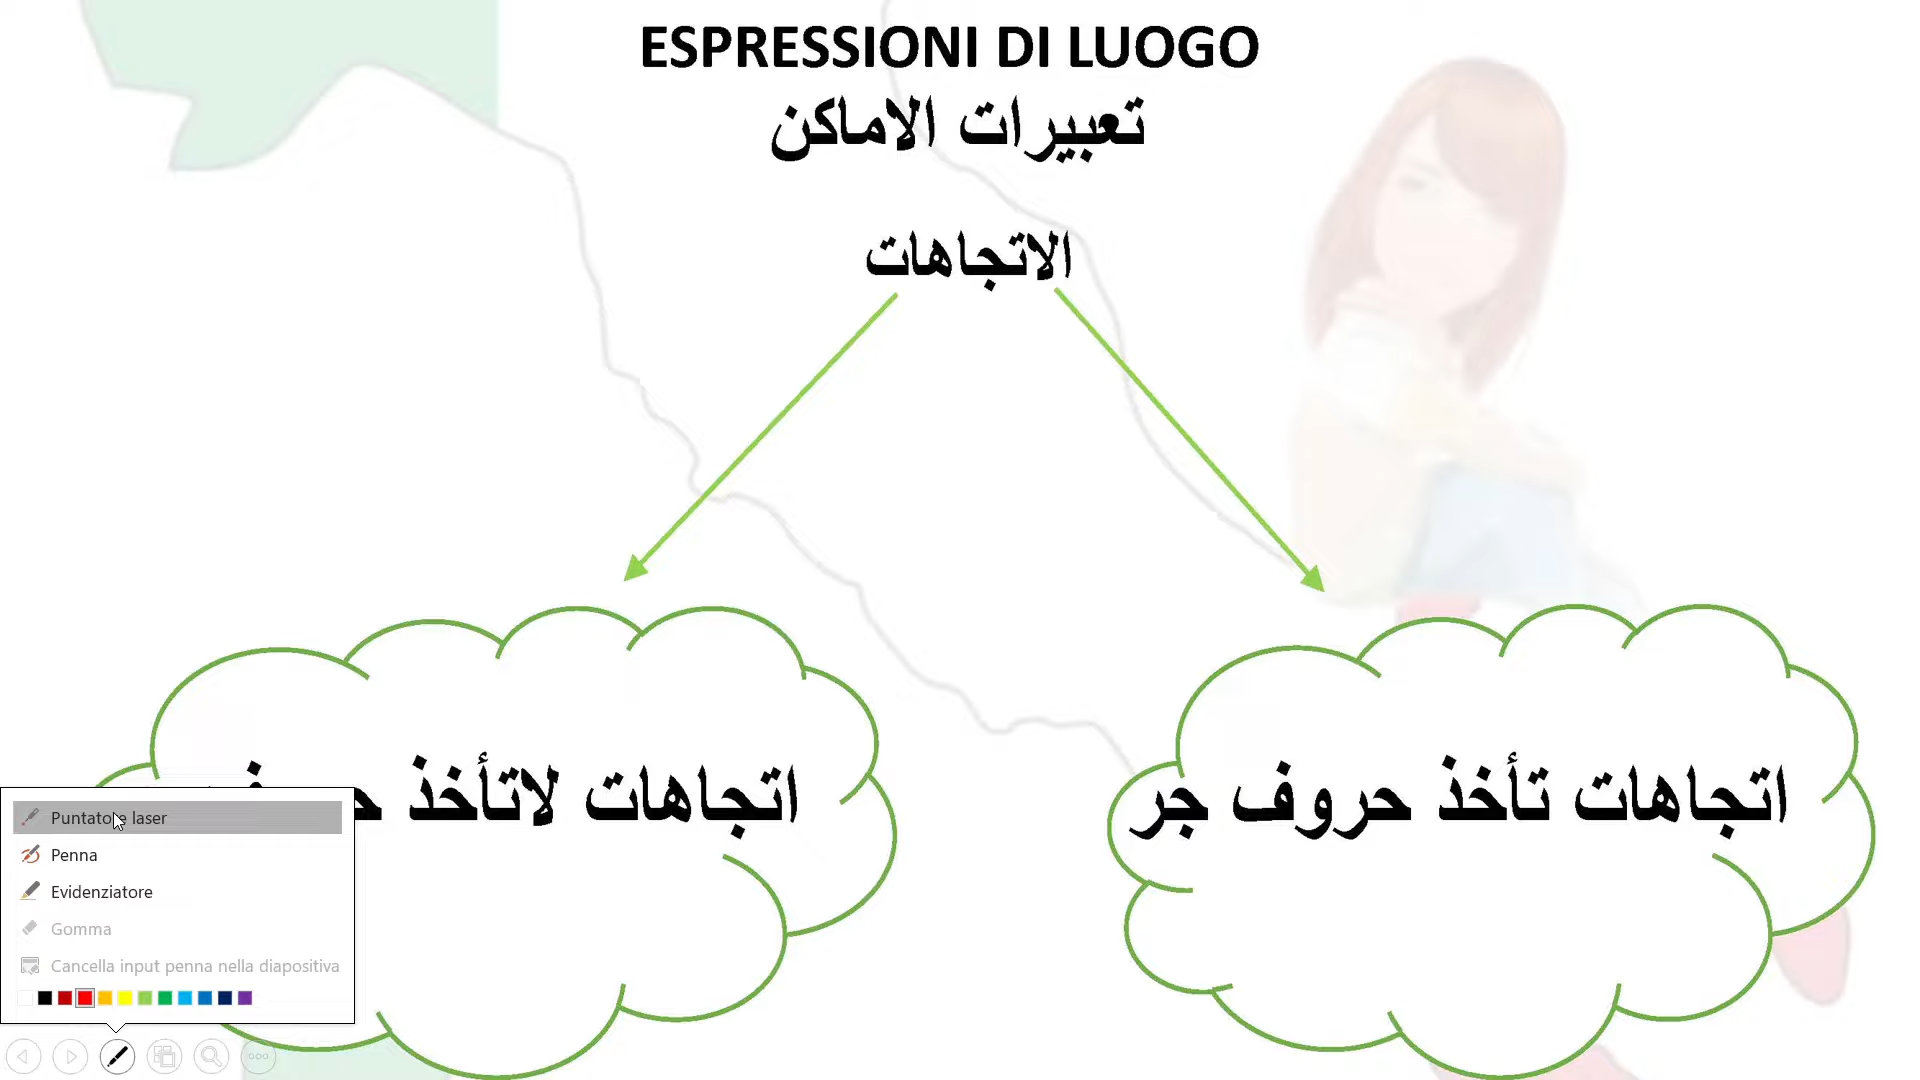 ESPRESSIONI DI LUOGO
تعبيرات الاماكن
الاتجاهات
اتجاهات تأخذ حروف جر
اتجاهات لاتأخذ
Puntatore laser
Penna
Evidenziatore
Gomma
Cancella input penna nella diapositiva